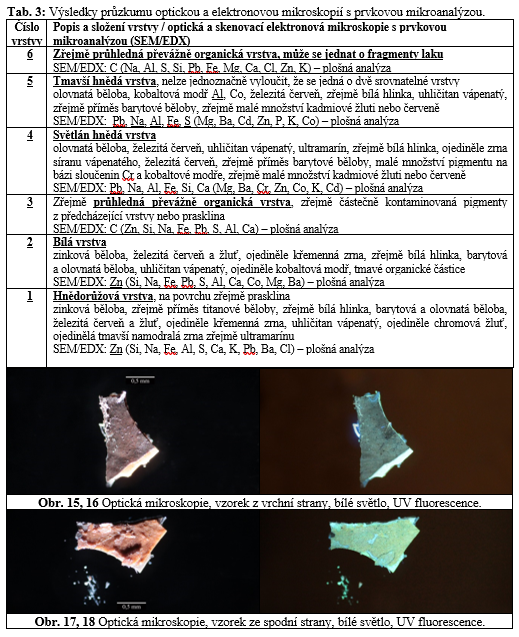 Tab. 3: Výsledky průzkumu optickou a elektronovou mikroskopií s prvkovou mikroanalýzou.
Číslo vrstvy
Popis a složení vrstvy / optická a skenovací elektronová mikroskopie s prvkovou
mikroanalýzou (SEM/EDX)
6
Zřejmě průhledná převážně organická vrstva, může se jednat o fragmenty laku
SEM/EDX: C (Na, Al, S, Si, Pb, Fe, Mg, Ca, Cl, Zn, K) – plošná analýza
5
Tmavší hnědá vrstva, nelze jednoznačně vyloučit, že se jedná o dvě srovnatelné vrstvy
olovnatá běloba, kobaltová modř Al, Co, železitá červeň, zřejmě bílá hlinka, uhličitan vápenatý,
zřejmě příměs barytové běloby, zřejmě malé množství kadmiové žluti nebo červeně
SEM/EDX: Pb, Na, Al, Fe, S (Mg, Ba, Cd, Zn, P, K, Co) – plošná analýza
4
Světlán hnědá vrstva
olovnatá běloba, železitá červeň, uhličitan vápenatý, ultramarín, zřejmě bílá hlinka, ojediněle zrna
síranu vápenatého, železitá červeň, zřejmě příměs barytové běloby, malé množství pigmentu na
bázi sloučenin Cr a kobaltové modře, zřejmě malé množství kadmiové žluti nebo červeně
SEM/EDX: Pb, Na, Al, Fe, Si, Ca (Mg, Ba, Cr, Zn, Co, K, Cd) – plošná analýza
3
Zřejmě průhledná převážně organická vrstva, zřejmě částečně kontaminovaná pigmenty
z předcházející vrstvy nebo prasklina
SEM/EDX: C (Zn, Si, Na, Fe, Pb, S, Al, Ca) – plošná analýza
2
Bílá vrstva
zinková běloba, železitá červeň a žluť, ojediněle křemenná zrna, zřejmě bílá hlinka, barytová
a olovnatá běloba, uhličitan vápenatý, ojediněle kobaltová modř, tmavé organické částice
SEM/EDX: Zn (Si, Na, Fe, Pb, S, Al, Ca, Co, Mg, Ba) – plošná analýza
1
Hnědorůžová vrstva, na povrchu zřejmě prasklina
zinková běloba, zřejmě příměs titanové běloby, zřejmě bílá hlinka, barytová a olovnatá běloba,
železitá červeň a žluť, ojediněle křemenná zrna, uhličitan vápenatý, ojediněle chromová žluť,
ojedinělá tmavší namodralá zrna zřejmě ultramarínu
SEM/EDX: Zn (Si, Na, Fe, Al, S, Ca, K, Pb, Ba, Cl) – plošná analýza
0,5 mm
Obr. 15, 16 Optická mikroskopie, vzorek z vrchní strany, bílé světlo, UV fluorescence.
0,5 mm
Obr. 17, 18 Optická mikroskopie, vzorek ze spodní strany, bílé světlo, UV fluorescence.